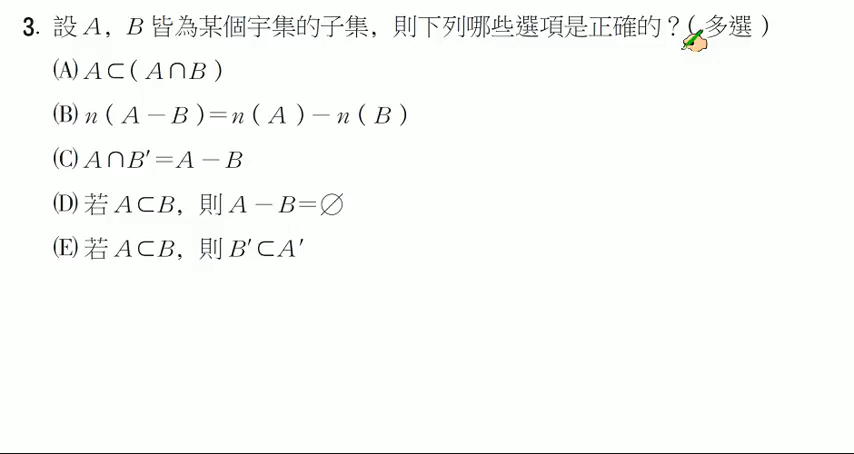 3. 設 A，B 皆為某個宇集的子集，則下列哪些選項是正確的？( 多選 )
(A) A⊂( A∩B )
(B) n ( A－B )＝n ( A )－n ( B )
(C) A∩B′＝A－B
(D) 若 A⊂B，則 A－B＝∅
(E) 若 A⊂B，則 B′⊂A′